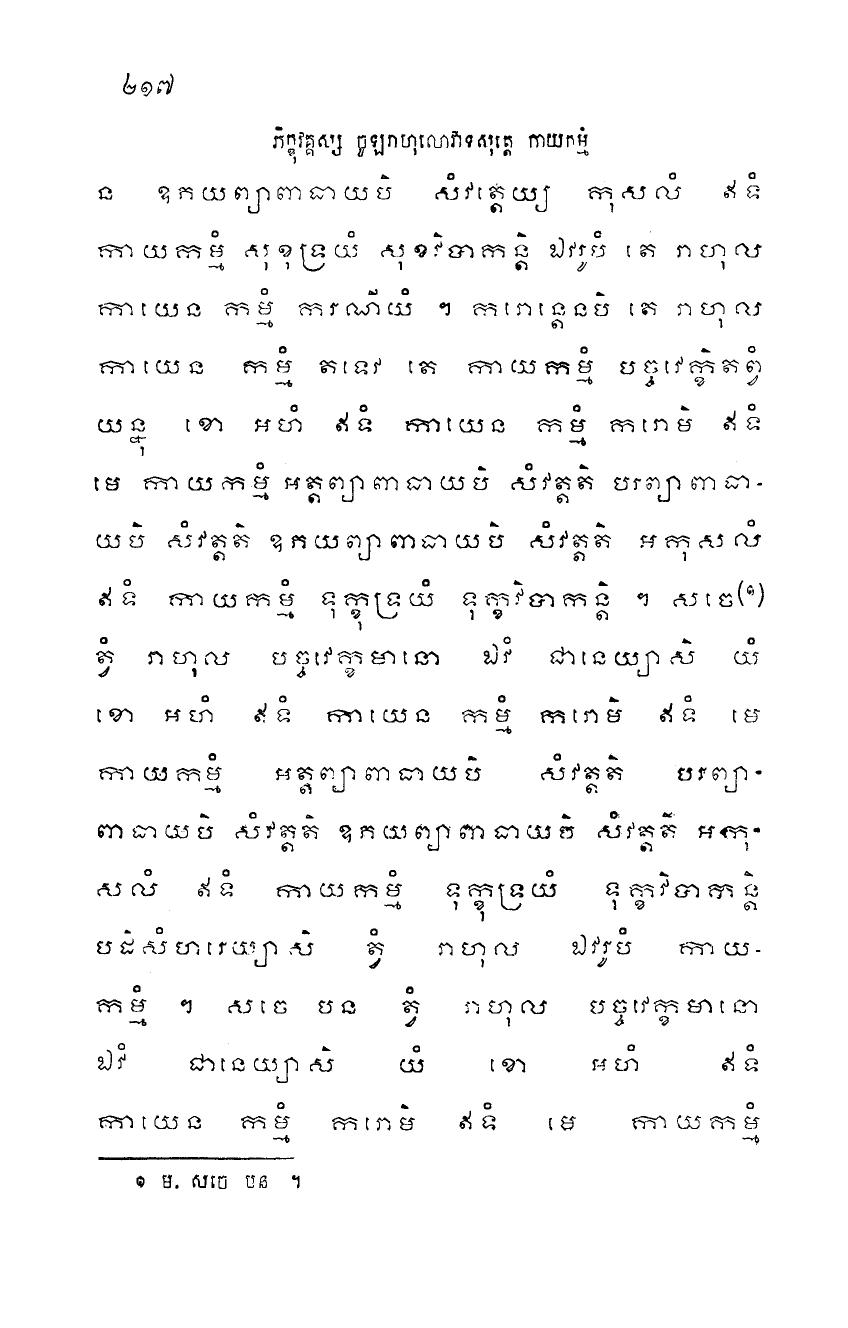 ២១៧
ភិក្ខុវគ្គស្ស ចូឡរាហុលោវាទសុត្តេ កាយកម្មំ
ន ឧភយព្យាពាធាយបិ សំវត្តេយ្យ កុសលំ ឥទំ
កាយកម្មំ សុខុទ្រយំ សុខវិបាកន្តិ ឯវរូបំ តេ រាហុល
កាយេន កម្មំ ករណីយំ ។ ករោន្តេនបិ តេ រាហុល
កាយេន កម្មំ តទេវ តេ កាយកម្មំ បច្ចវេក្ខិតព្វំ
យន្នុ ខោ អហំ ឥទំ កាយេន កម្មំ ករោមិ ឥទំ
មេ កាយកម្មំ អត្តព្យាពាធាយបិ សំវត្តតិ បរព្យាពាធា-
យបិ សំវត្តតិ ឧភយព្យាពាធាយបិ សំវត្តតិ អកុសលំ
ឥទំ កាយកម្មំ ទុក្ខុទ្រយំ ទុក្ខវិបាកន្តិ ។ សចេ(១)
ត្វំ រាហុល បច្ចវេក្ខមានោ ឯវំ ជានេយ្យាសិ យំ
ខោ អហំ ឥទំ កាយេន កម្មំ ករោមិ ឥទំ មេ
កាយកម្មំ អត្តព្យាពាធាយបិ សំវត្តតិ បរព្យា-
ពាធាយបិ សំវត្តតិ ឧភយព្យាពាធាយបិ សំវត្តតិ អកុ-
សលំ ឥទំ កាយកម្មំ ទុក្ខុទ្រយំ ទុក្ខវិបាកន្តិ
បដិសំហរេយ្យាសិ ត្វំ រាហុល ឯវរូបំ កាយ-
កម្មំ ។ សចេ បន ត្វំ រាហុល បច្ចវេក្ខមានោ
ឯវំ ជានេយ្យាសិ យំ ខោ អហំ ឥទំ
កាយេន កម្មំ ករោមិ ឥទំ មេ កាយកម្មំ
១ ម. សចេ បន ។